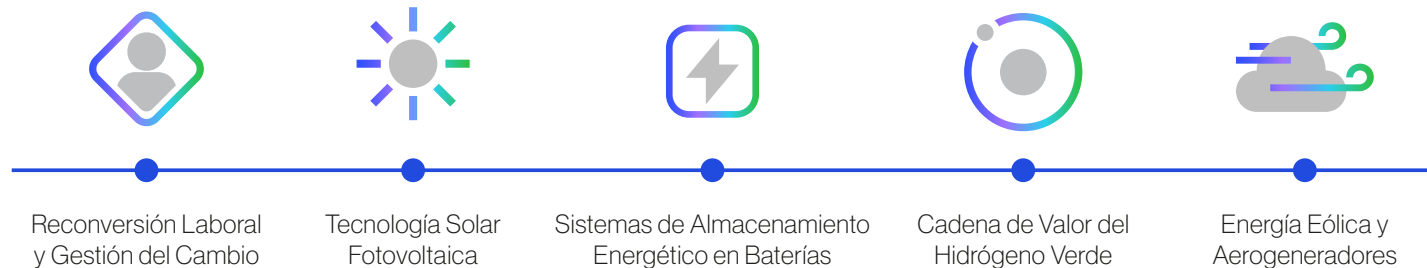 Reconversión Laboral
y Gestión del Cambio
Tecnología Solar
Fotovoltaica
Sistemas de Almacenamiento
Energético en Baterías
Cadena de Valor del
Hidrógeno Verde
Energía Eólica y
Aerogeneradores